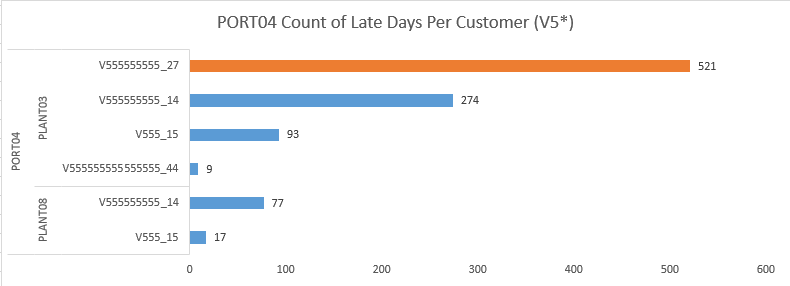 PORT04 Count of Late Days Per Customer (V5*)
PORT04
PLANT03
V555555555_27 521
V555555555_14 274
V555_15 93
V555555555555555_44 9
PLANT08
V555555555_14 77
V555_15 17
0 100 200 300 400 500 600